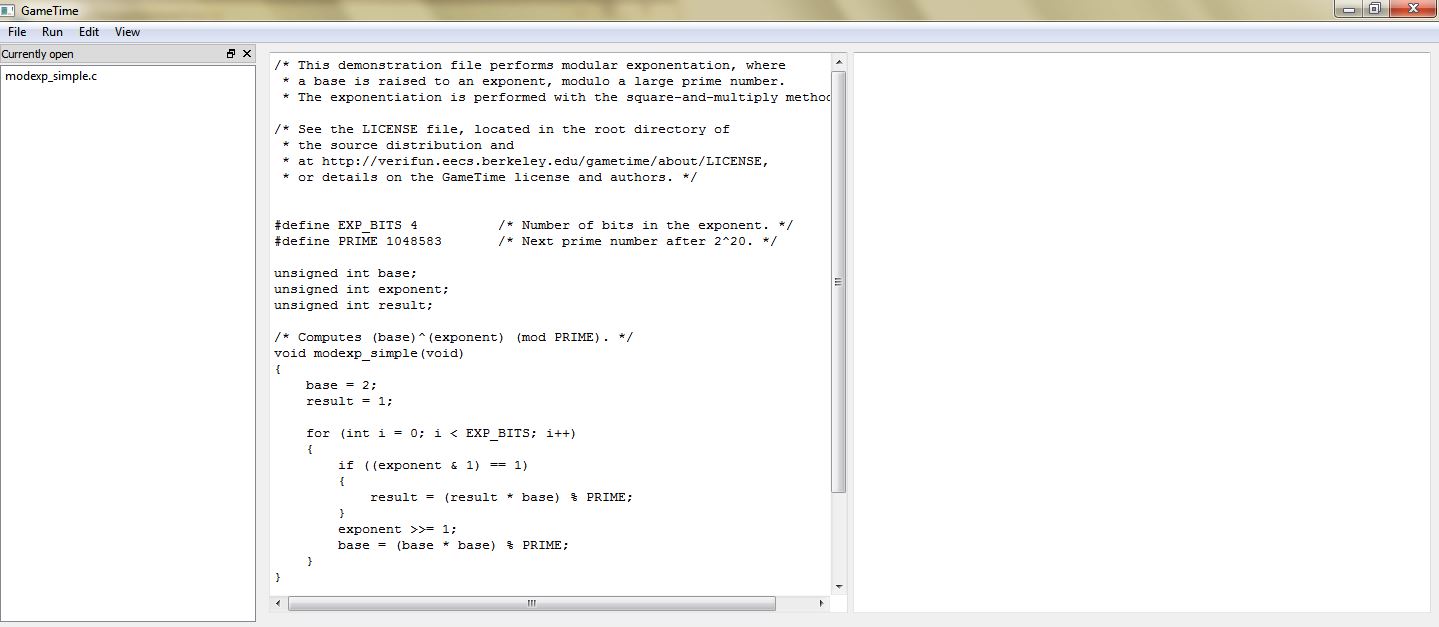 GameTime
File Run Edit View
Currently open
modexp_simple.c
/* This demonstration file performs modular exponentation, where
 * a base is raised to an exponent, modulo a large prime number.
 * The exponentiation is performed with the square-and-multiply method
/* See the LICENSE file, located in the root directory of
 * the source distribution and
 * at http://verifun.eecs.berkeley.edu/gametime/about/LICENSE,
 * or details on the GameTime license and authors. */
#define EXP_BITS 4          /* Number of bits in the exponent. */
#define PRIME 1048583       /* Next prime number after 2^20. */
unsigned int base;
unsigned int exponent;
unsigned int result;
/* Computes (base)^(exponent) (mod PRIME). */
void modexp_simple(void)
{
    base = 2;
    result = 1;
    for (int i = 0; i < EXP_BITS; i++)
    {
        if ((exponent & 1) == 1)
        {
            result = (result * base) % PRIME;
        }
        exponent >>= 1;
        base = (base * base) % PRIME;
    }
}